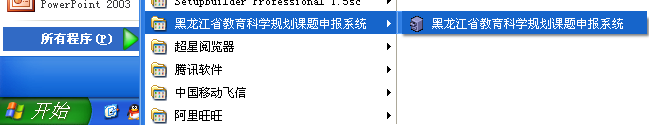 PowerPoint 2003
所有程序(P)
开始
Setupbuilder Professional 1.5sc
黑龙江省教育科学规划课题申报系统
超星阅览器
腾讯软件
中国移动飞信
阿里旺旺
黑龙江省教育科学规划课题申报系统